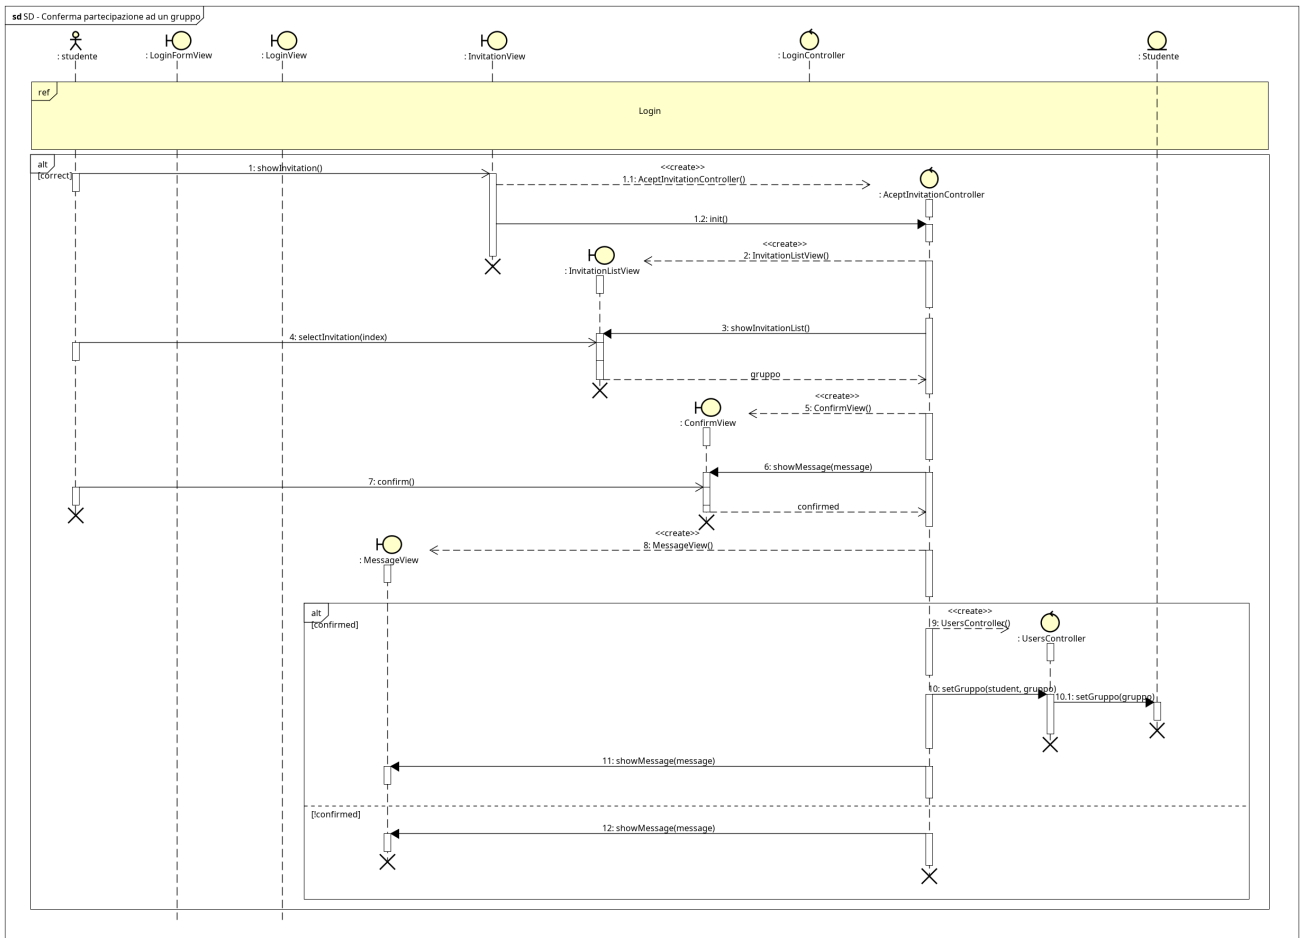 sd SD - Conferma partecipazione ad un gruppo
: studente
: LoginFormView
: LoginView
: InvitationView
: LoginController
: Studente
ref
Login
alt
[correct]
1: showInvitation()
<<create>>
1.1: AceptInvitationController()
: AceptInvitationController
1.2: init()
<<create>>
2: InvitationListView()
: InvitationListView
3: showInvitationList()
4: selectInvitation(index)
gruppo
<<create>>
5: ConfirmView()
: ConfirmView
6: showMessage(message)
7: confirm()
confirmed
<<create>>
8: MessageView()
: MessageView
alt
[confirmed]
<<create>>
9: UsersController()
: UsersController
10: setGruppo(student, gruppo)
10.1: setGruppo(gruppo)
11: showMessage(message)
[!confirmed]
12: showMessage(message)